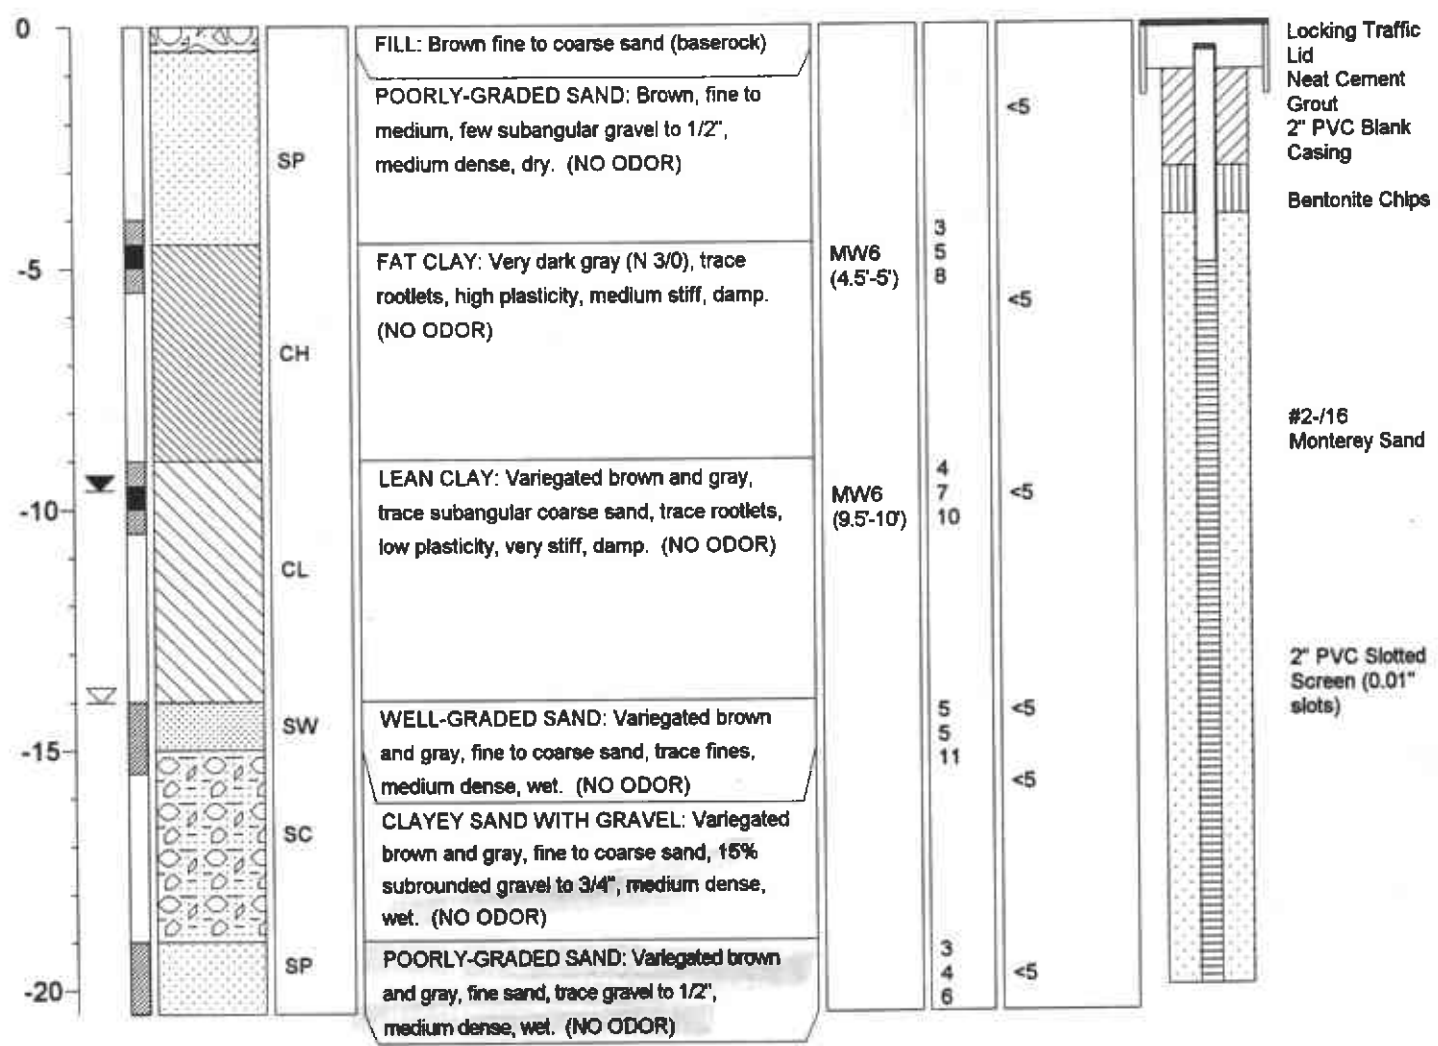 0
FILL: Brown fine to coarse sand (baserock)
Locking Traffic
Lid
Neat Cement
Grout
2" PVC Blank
Casing
POORLY-GRADED SAND: Brown, fine to
medium, few subangular gravel to 1/2",
medium dense, dry. (NO ODOR)
SP
<5
Bentonite Chips
-5
FAT CLAY: Very dark gray (N 3/0), trace
rootlets, high plasticity, medium stiff, damp.
(NO ODOR)
CH
MW6
(4.5'-5')
3
5
8
<5
#2-/16
Monterey Sand
-10
LEAN CLAY: Variegated brown and gray,
trace subangular coarse sand, trace rootlets,
low plasticity, very stiff, damp. (NO ODOR)
CL
MW6
(9.5'-10')
4
7
10
<5
2" PVC Slotted
Screen (0.01"
slots)
WELL-GRADED SAND: Variegated brown
and gray, fine to coarse sand, trace fines,
medium dense, wet. (NO ODOR)
SW
5
5
11
<5
-15
<5
CLAYEY SAND WITH GRAVEL: Variegated
brown and gray, fine to coarse sand, 15%
subrounded gravel to 3/4", medium dense,
wet. (NO ODOR)
SC
POORLY-GRADED SAND: Variegated brown
and gray, fine sand, trace gravel to 1/2",
medium dense, wet. (NO ODOR)
SP
3
4
6
<5
-20